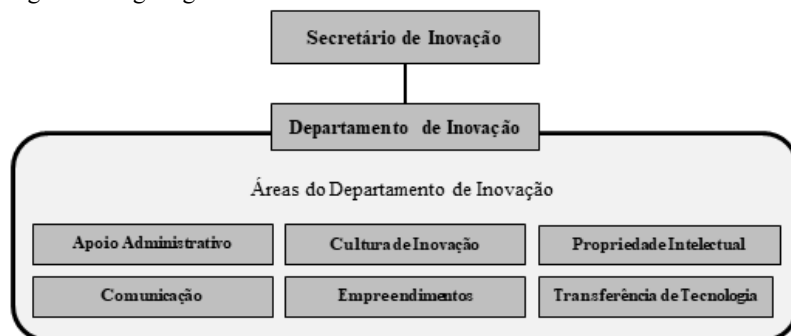 Secretário de Inovação
Departamento de Inovação
Áreas do Departamento de Inovação
Apoio Administrativo
Cultura de Inovação
Propriedade Intelectual
Comunicação
Empreendimentos
Transferência de Tecnologia